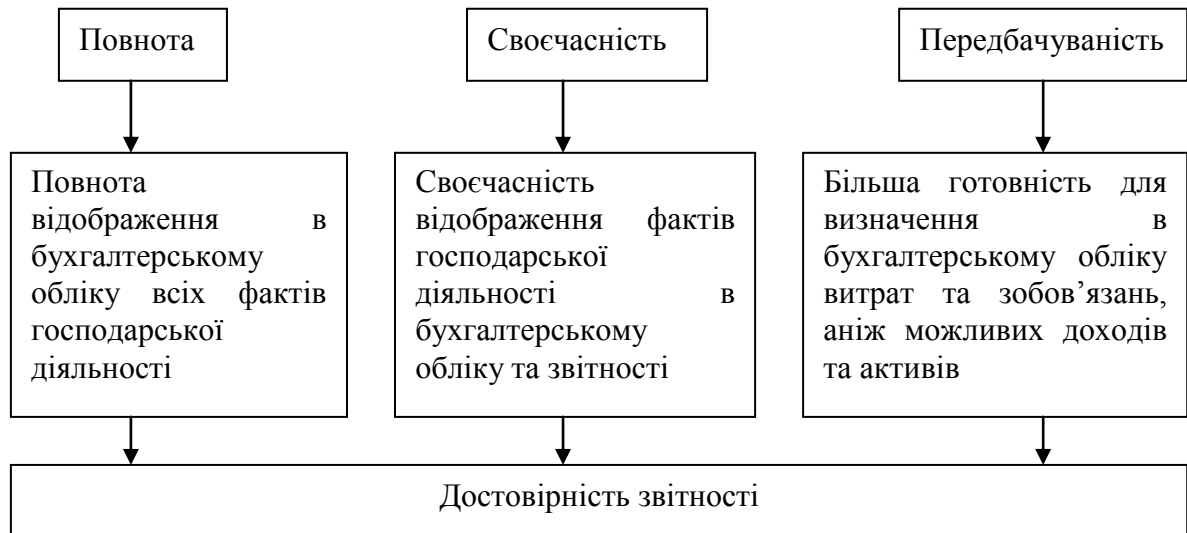 Повнота
Своєчасність
Передбачуваність
Повнота
відображення в
бухгалтерському
обліку всіх фактів
господарської
діяльності
Своєчасність
відображення фактів
господарської
діяльності в
бухгалтерському
обліку та звітності
Більша готовність для
визначення в
бухгалтерському обліку
витрат та зобов’язань,
аніж можливих доходів
та активів
Достовірність звітності